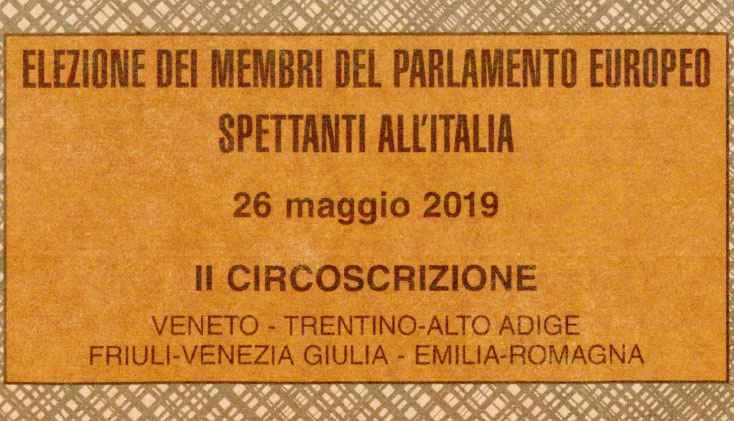 ELEZIONE DEI MEMBRI DEL PARLAMENTO EUROPEO
SPETTANTI ALL'ITALIA
26 maggio 2019
II CIRCOSCRIZIONE
VENETO - TRENTINO-ALTO ADIGE
FRIULI-VENEZIA GIULIA - EMILIA-ROMAGNA